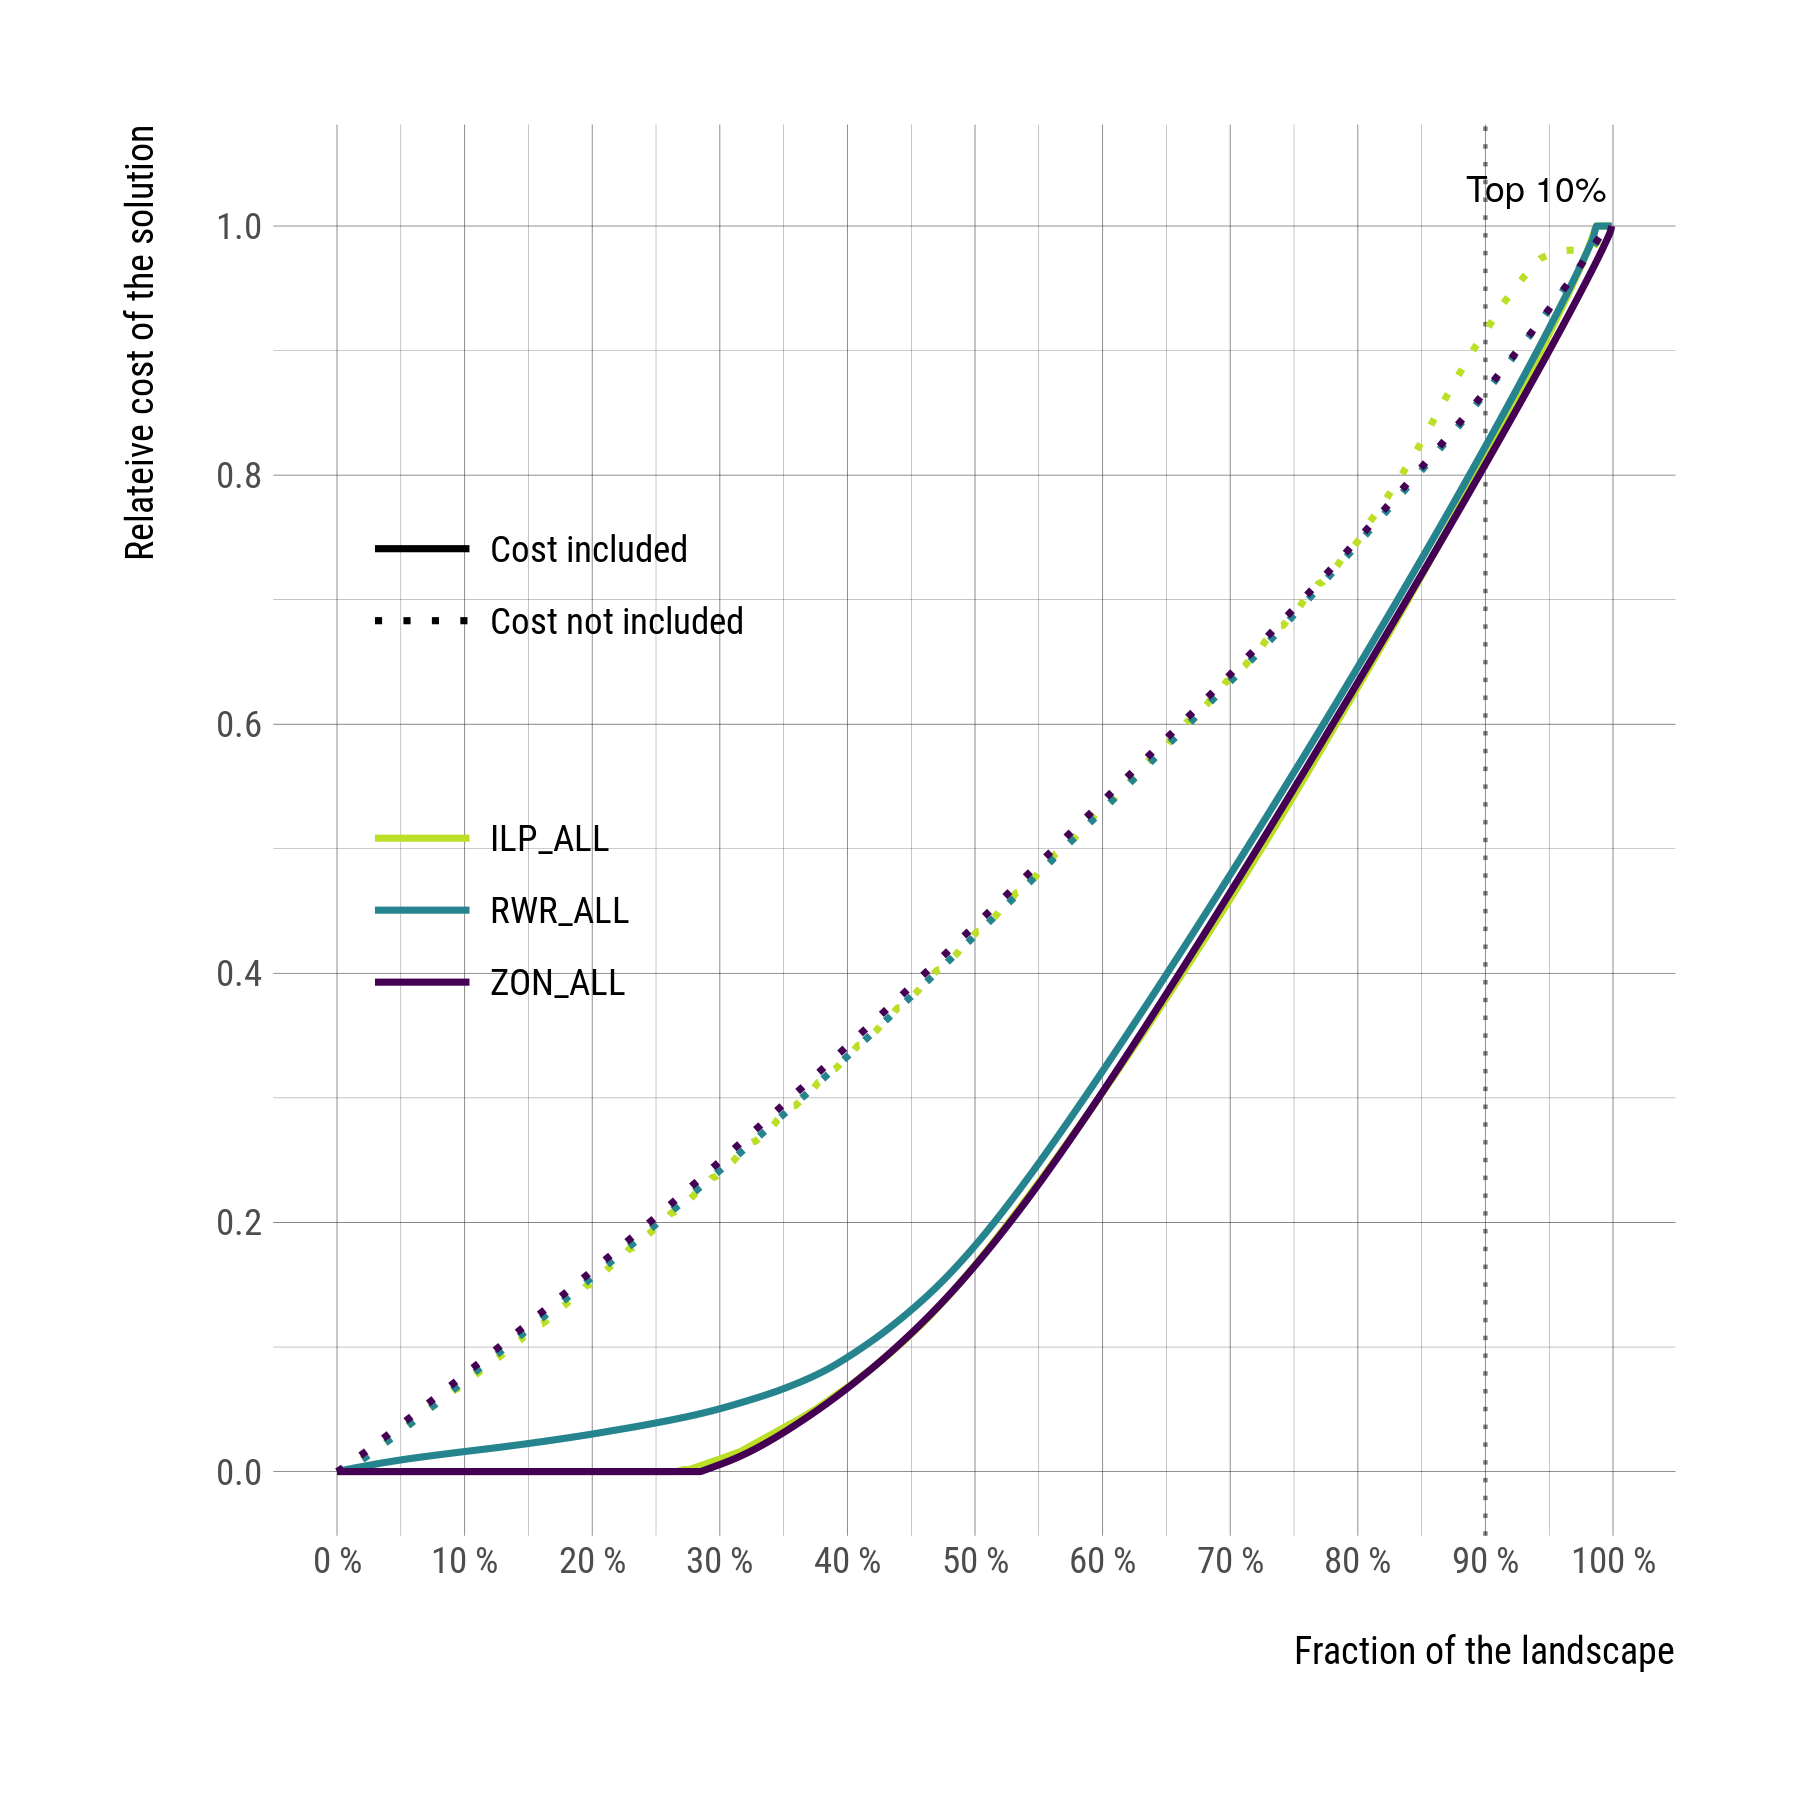 Relateive cost of the solution
Top 10%
1.0
0.8
0.6
0.4
0.2
0.0
Cost included
Cost not included
ILP_ALL
RWR_ALL
ZON_ALL
0 % 10 % 20 % 30 % 40 % 50 % 60 % 70 % 80 % 90 % 100 %
Fraction of the landscape